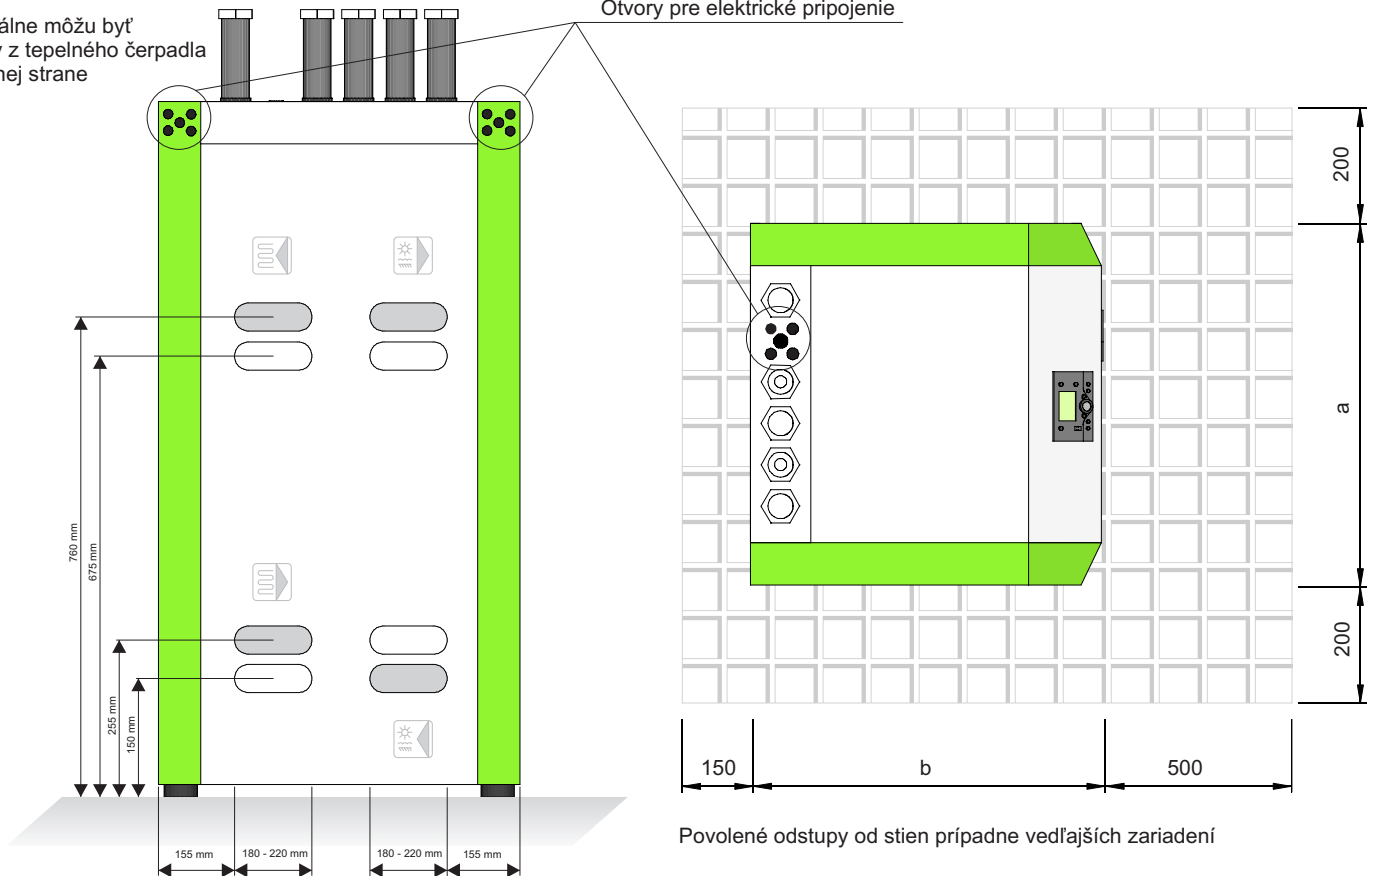 Otvory pre elektrické pripojenie
álne môžu byť
z tepelného čerpadla
nej strane
200
a
200
760 mm
675 mm
255 mm
150 mm
155 mm
180 - 220 mm
180 - 220 mm
155 mm
150
b
500
Povolené odstupy od stien prípadne vedľajších zariadení